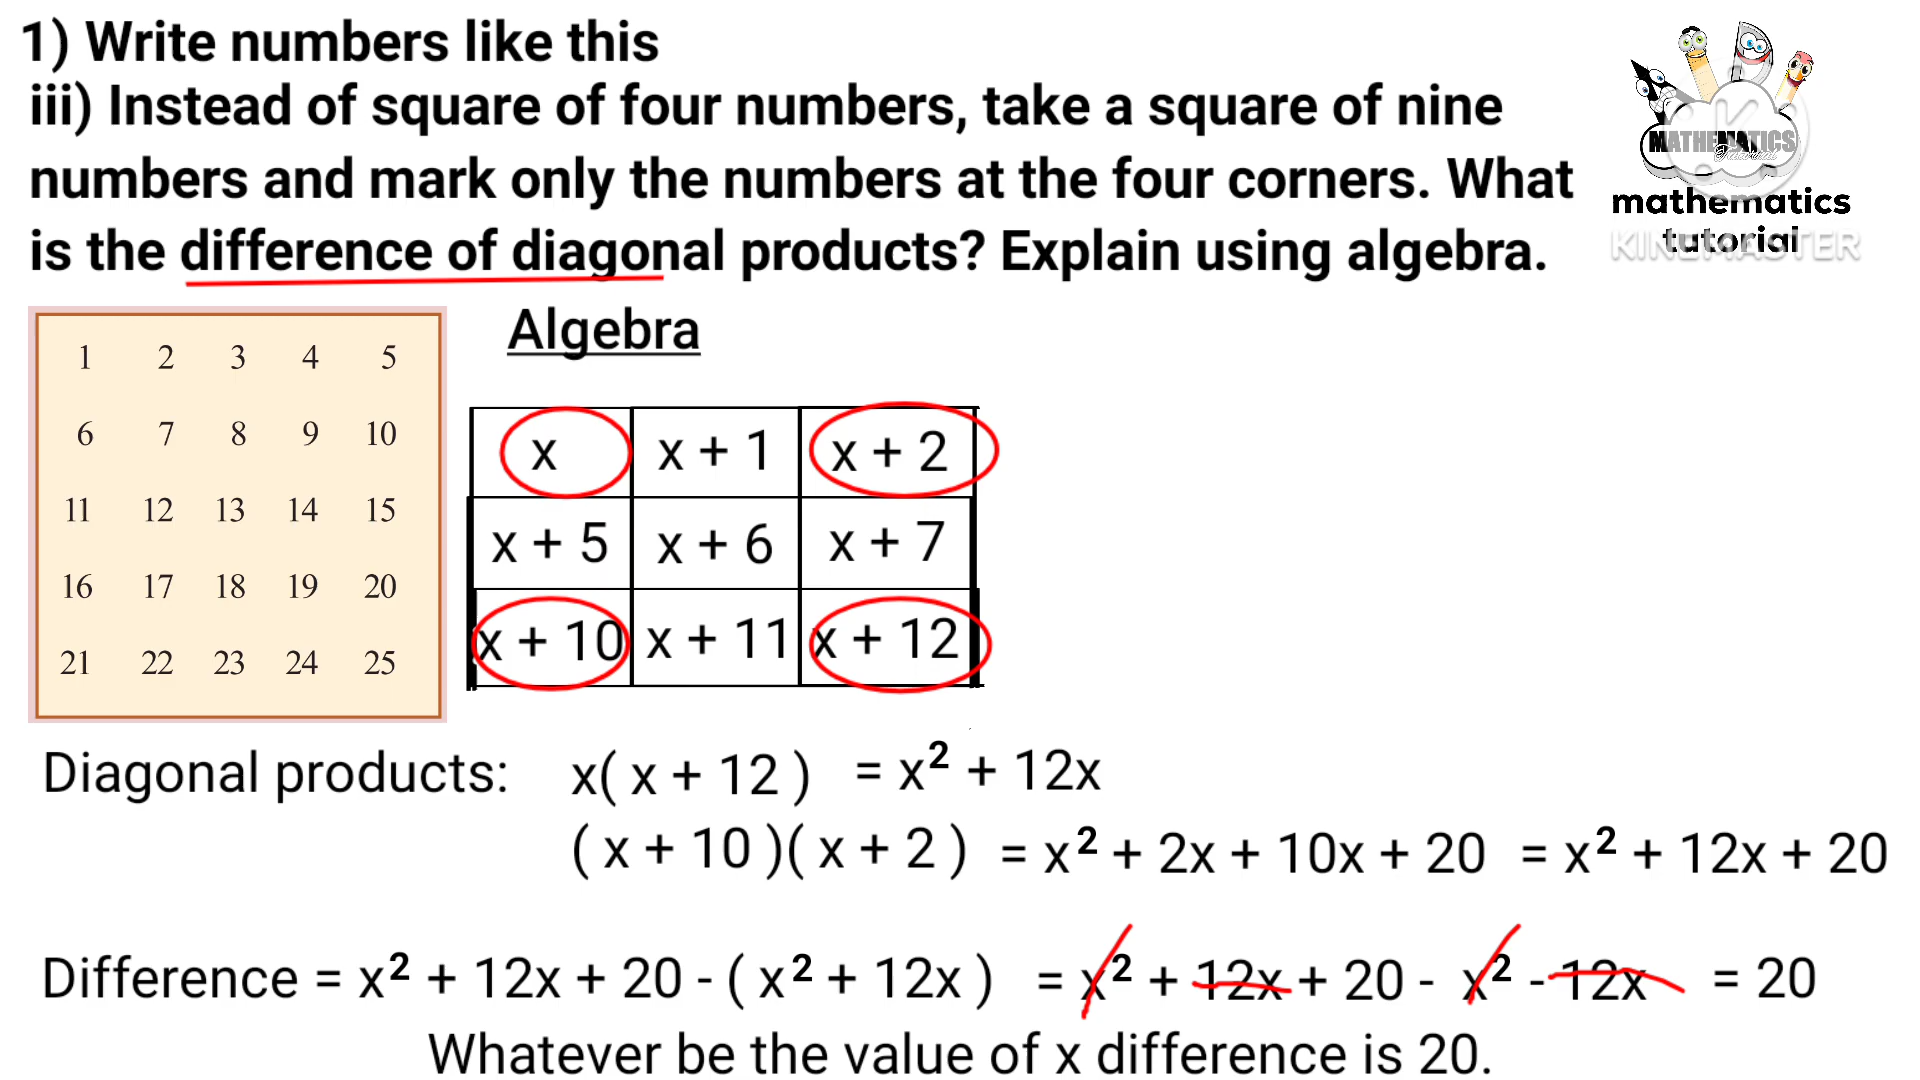 1) Write numbers like this
iii) Instead of square of four numbers, take a square of nine
numbers and mark only the numbers at the four corners. What
is the difference of diagonal products? Explain using algebra.
MATHEMATICS
Tutorial
mathematics
tutorial
KINEMASTER
1 2 3 4 5
6 7 8 9 10
11 12 13 14 15
16 17 18 19 20
21 22 23 24 25
Algebra
x x + 1 x + 2
x + 5 x + 6 x + 7
x + 10 x + 11 x + 12
Diagonal products: x( x + 12 ) = x² + 12x
( x + 10 )( x + 2 ) = x² + 2x + 10x + 20 = x² + 12x + 20
Difference = x² + 12x + 20 - ( x² + 12x ) = x² + 12x + 20 - x² - 12x = 20
Whatever be the value of x difference is 20.